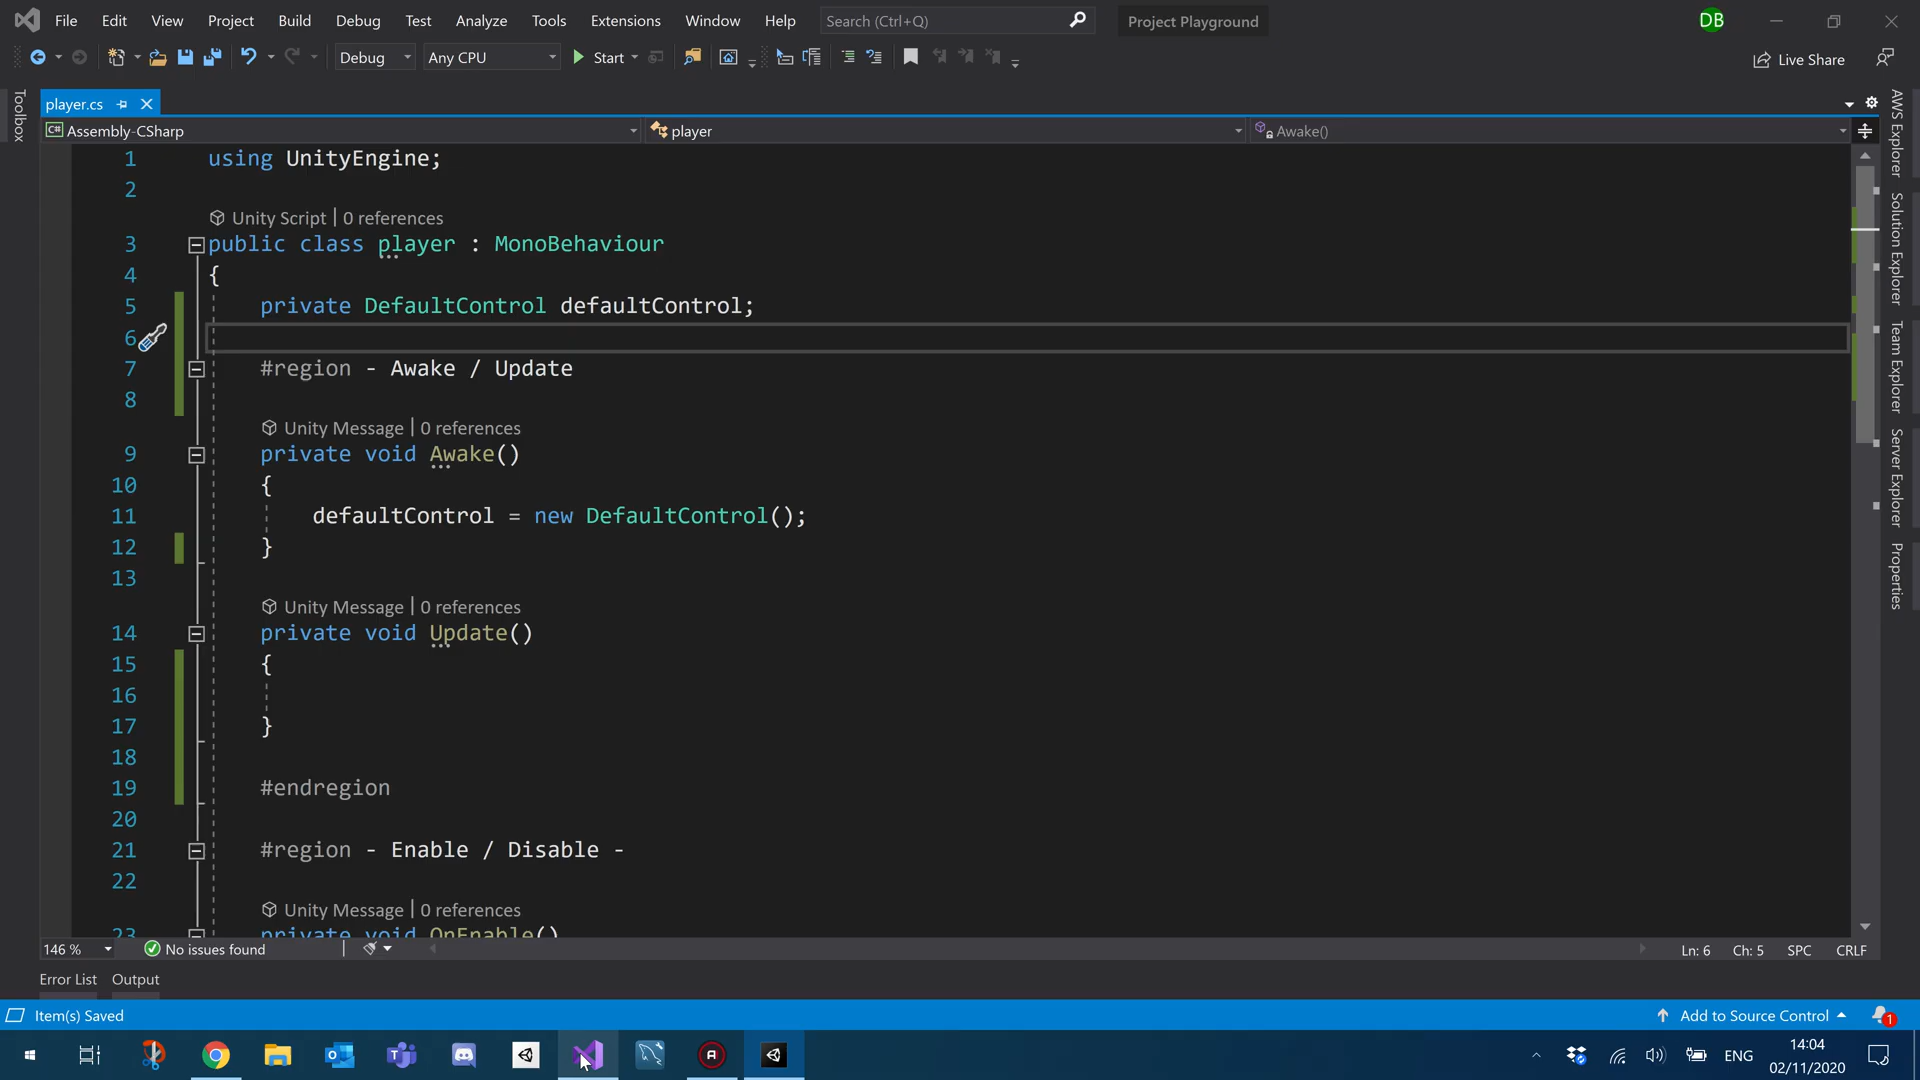 File Edit View Project Build Debug Test Analyze Tools Extensions Window Help Search (Ctrl+Q) Project Playground DB
Debug Any CPU Start Live Share
Toolbox
player.cs
Assembly-CSharp player Awake()
1 using UnityEngine;
2
Unity Script | 0 references
3 public class player : MonoBehaviour
4 {
5 private DefaultControl defaultControl;
6
7 #region - Awake / Update
8
Unity Message | 0 references
9 private void Awake()
10 {
11 defaultControl = new DefaultControl();
12 }
13
Unity Message | 0 references
14 private void Update()
15 {
16
17 }
18
19 #endregion
20
21 #region - Enable / Disable -
22
Unity Message | 0 references
23 private void OnEnable()
AWS Explorer
Solution Explorer
Team Explorer
Server Explorer
Properties
146 % No issues found Ln: 6 Ch: 5 SPC CRLF
Error List Output
Item(s) Saved Add to Source Control 1
ENG 14:04
02/11/2020